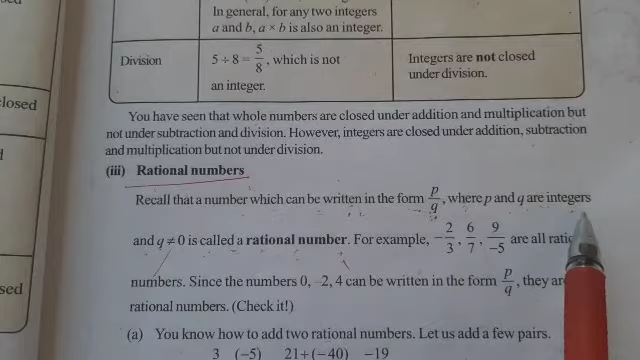 In general, for any two integers
a and b, a × b is also an integer.
Division
5 ÷ 8 = 5/8, which is not
an integer.
Integers are not closed
under division.
closed
You have seen that whole numbers are closed under addition and multiplication but
not under subtraction and division. However, integers are closed under addition, subtraction
and multiplication but not under division.
(iii) Rational numbers
Recall that a number which can be written in the form p/q, where p and q are integers
and q ≠ 0 is called a rational number. For example, -2/3, 6/7, 9/-5 are all
numbers. Since the numbers 0, -2, 4 can be written in the form p/q, they
sed
rational numbers. (Check it!)
(a) You know how to add two rational numbers. Let us add a few pairs.
3 (-5) 21+(-40) -19